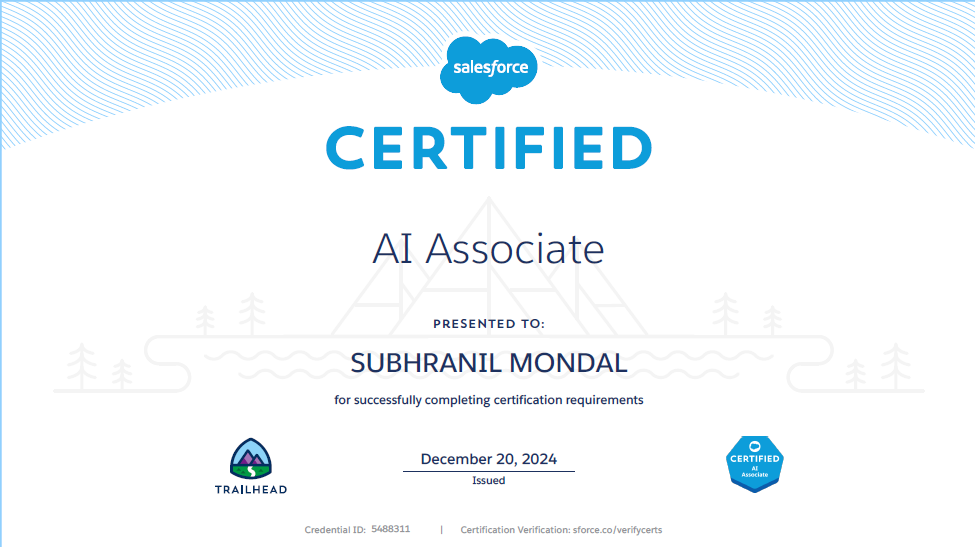 salesforce
CERTIFIED
AI Associate
PRESENTED TO:
SUBHRANIL MONDAL
for successfully completing certification requirements
December 20, 2024
Issued
TRAILHEAD
CERTIFIED
AI
Associate
Credential ID: 5488311 | Certification Verification: sforce.co/verifycerts